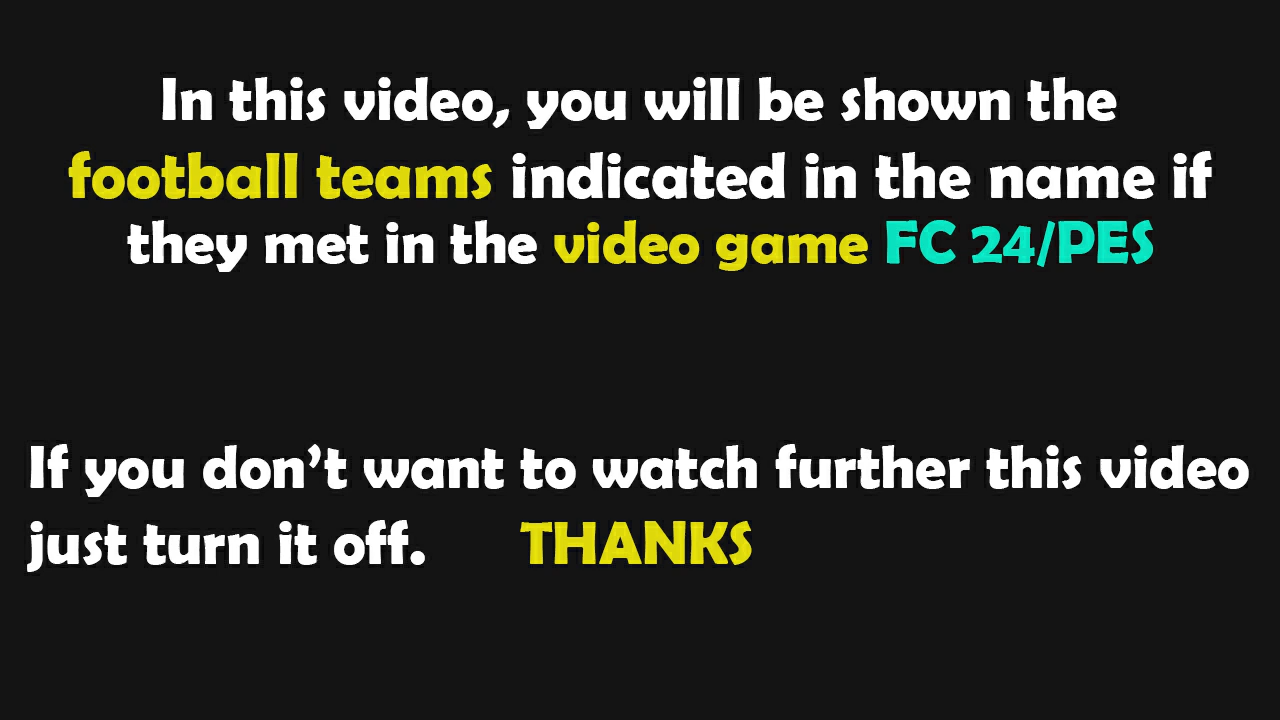 In this video, you will be shown the
football teams indicated in the name if
they met in the video game FC 24/PES
If you don’t want to watch further this video
just turn it off. THANKS